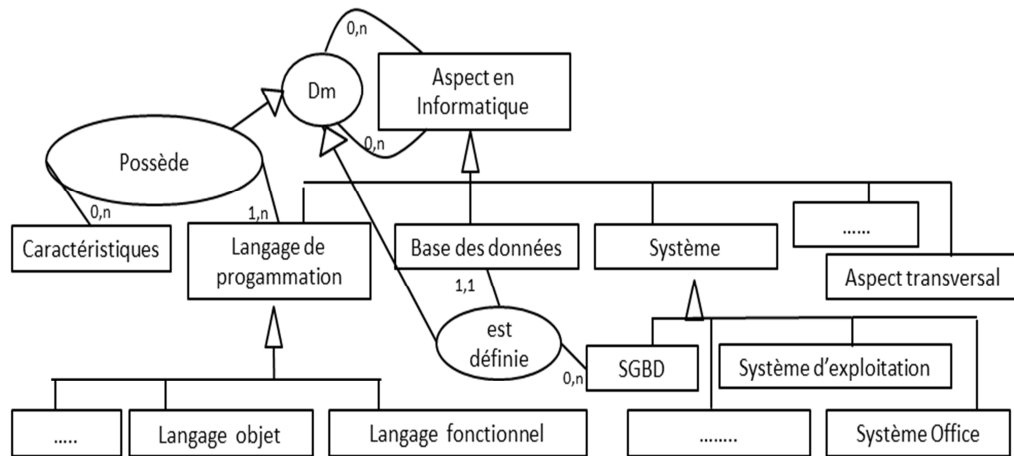 0,n
Dm
Aspect en
Informatique
0,n
Possède
0,n
1,n
Caractéristiques
Langage de
progammation
Base des données
Système
......
Aspect transversal
1,1
est
définie
0,n
SGBD
Système d'exploitation
.....
Langage objet
Langage fonctionnel
........
Système Office